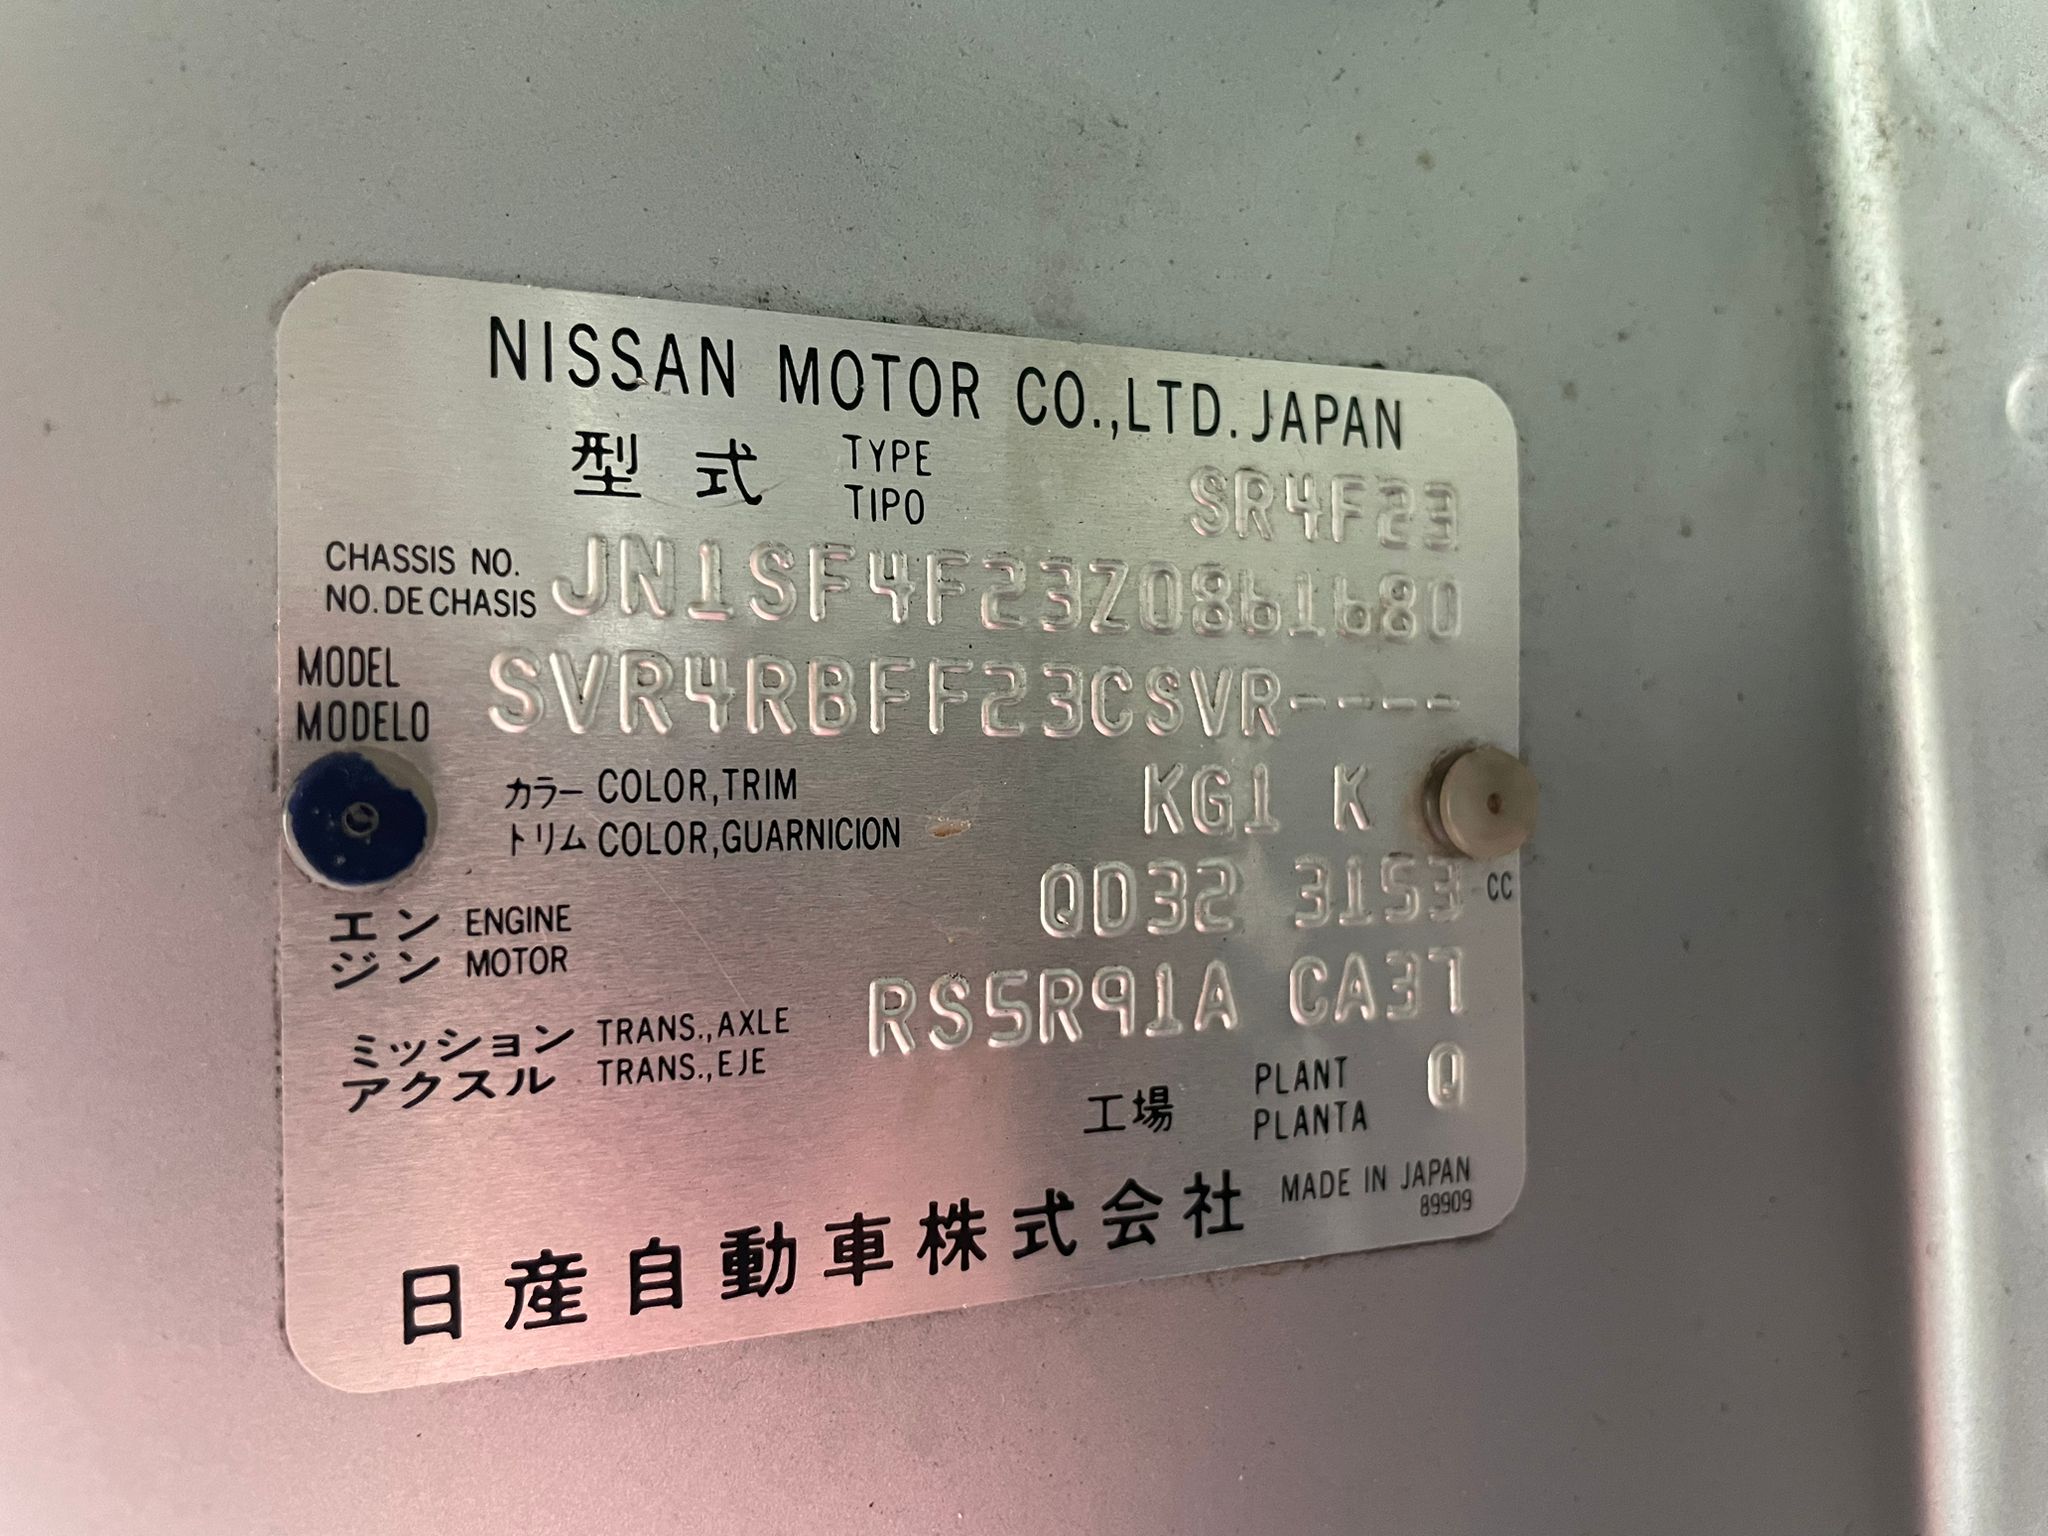 NISSAN MOTOR CO.,LTD. JAPAN
型式 TYPE SR4F23
TIPO
CHASSIS NO. JN1SF4F23Z0861680
NO. DE CHASIS
MODEL SVR4RBFF23CSVR----
MODELO
カラー COLOR,TRIM KG1 K
トリム COLOR,GUARNICION
エン ENGINE QD32 3153 CC
ジン MOTOR
ミッション TRANS.,AXLE RS5R91A CA37
アクスル TRANS.,EJE
工場 PLANT Q
PLANTA
MADE IN JAPAN
89909
日産自動車株式会社